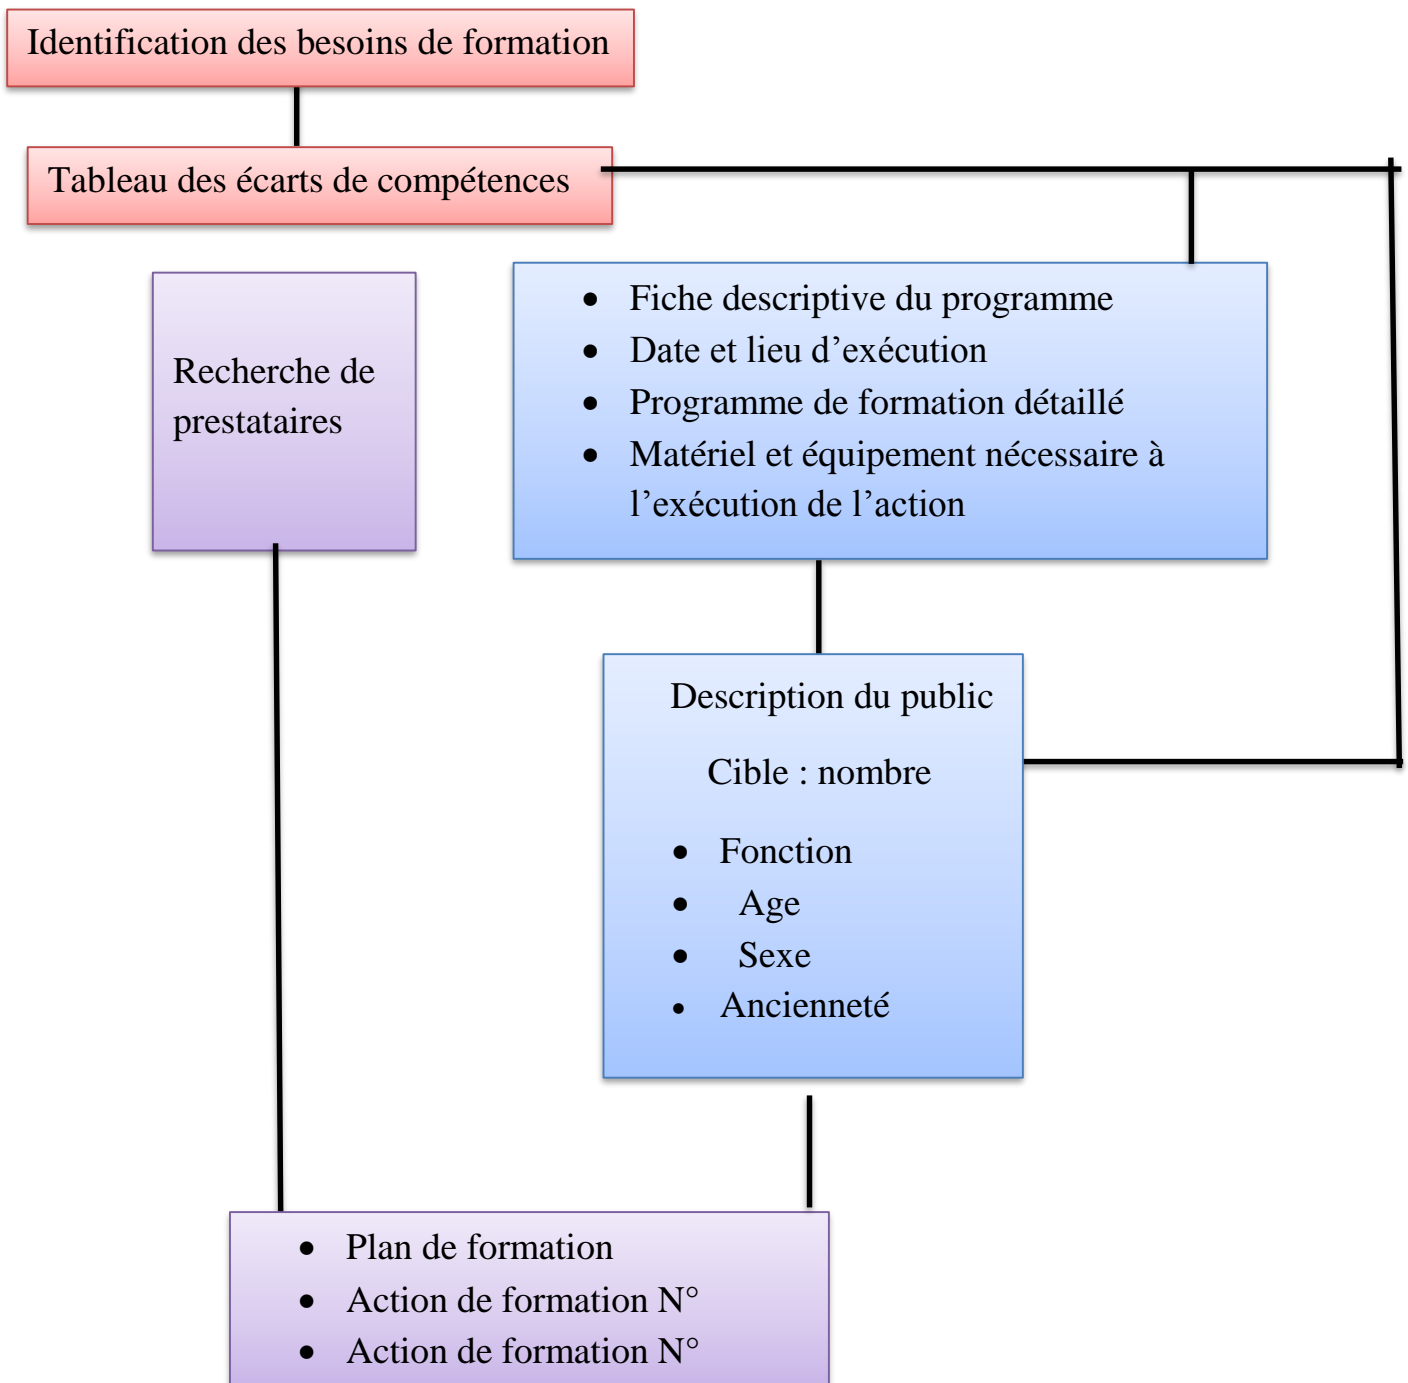 Identification des besoins de formation
Tableau des écarts de compétences
Recherche de
prestataires
• Fiche descriptive du programme
• Date et lieu d’exécution
• Programme de formation détaillé
• Matériel et équipement nécessaire à
l’exécution de l’action
Description du public
Cible : nombre
• Fonction
• Age
• Sexe
• Ancienneté
• Plan de formation
• Action de formation N°
• Action de formation N°